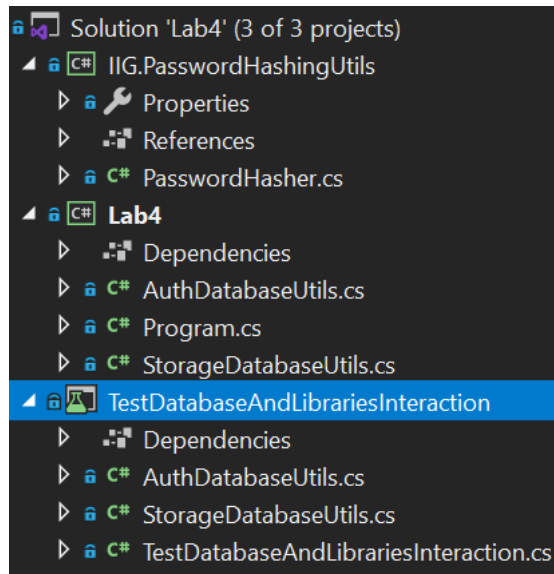 Solution 'Lab4' (3 of 3 projects)
C# IIG.PasswordHashingUtils
Properties
References
C# PasswordHasher.cs
C# Lab4
Dependencies
C# AuthDatabaseUtils.cs
C# Program.cs
C# StorageDatabaseUtils.cs
TestDatabaseAndLibrariesInteraction
Dependencies
C# AuthDatabaseUtils.cs
C# StorageDatabaseUtils.cs
C# TestDatabaseAndLibrariesInteraction.cs